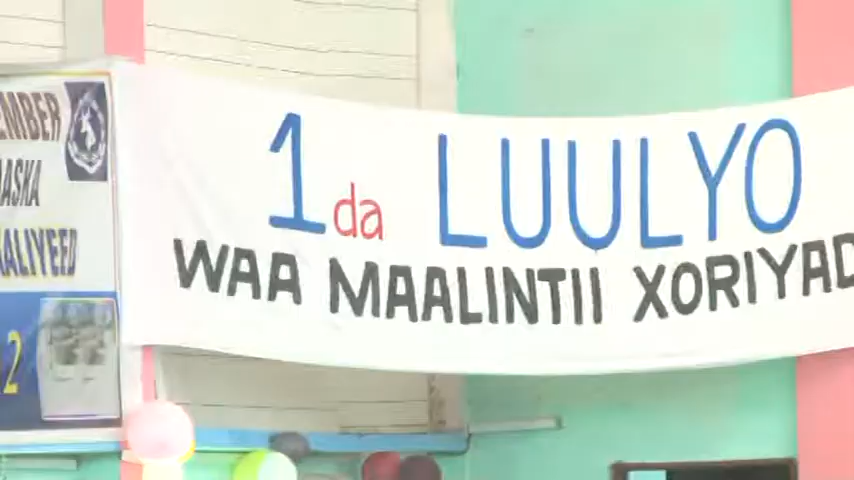 1da LUULYO
WAA MAALINTII XORIYAD
EMBER
ASKA
ALIYEED
2